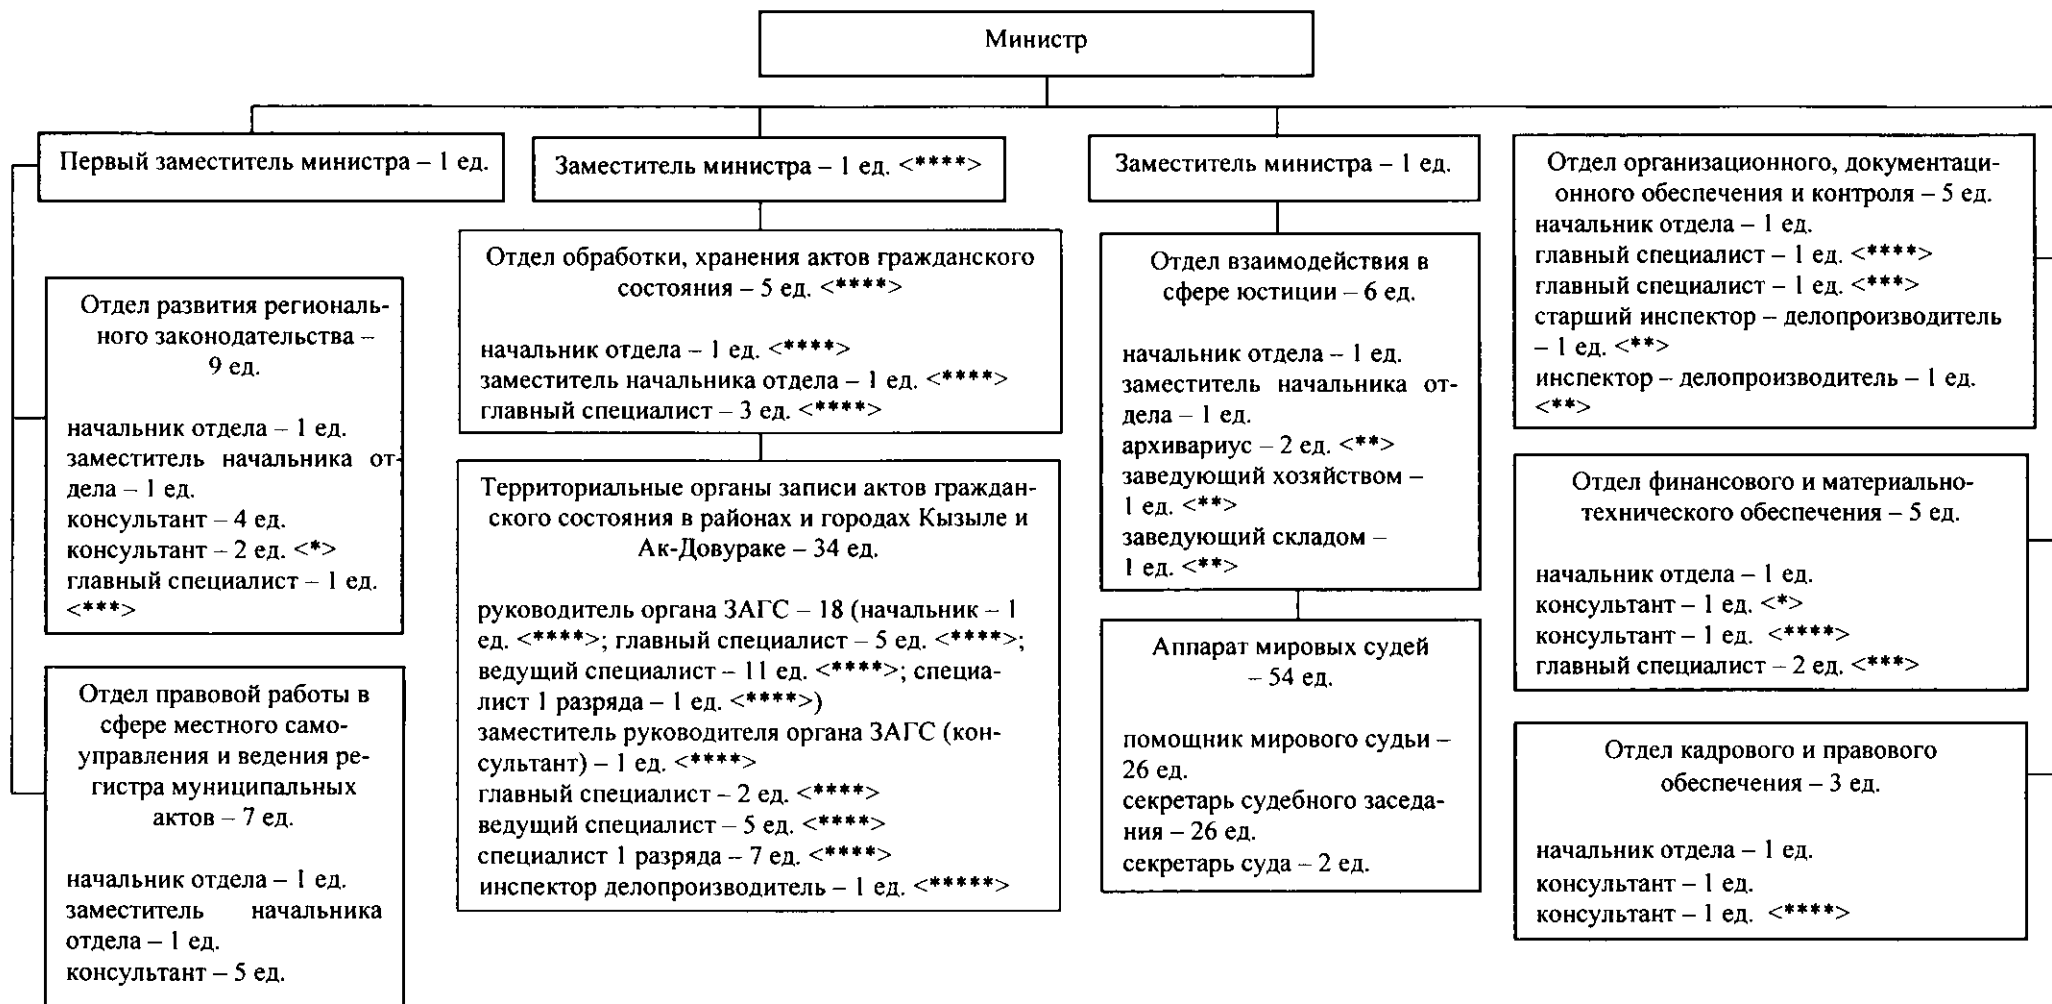 Министр
Первый заместитель министра – 1 ед.
Отдел развития региональ-
ного законодательства –
9 ед.
начальник отдела – 1 ед.
заместитель начальника от-
дела – 1 ед.
консультант – 4 ед.
консультант – 2 ед. <*>
главный специалист – 1 ед.
<***>
Отдел правовой работы в
сфере местного само-
управления и ведения ре-
гистра муниципальных
актов – 7 ед.
начальник отдела – 1 ед.
заместитель начальника
отдела – 1 ед.
консультант – 5 ед.
Заместитель министра – 1 ед. <****>
Отдел обработки, хранения актов гражданского
состояния – 5 ед. <****>
начальник отдела – 1 ед. <****>
заместитель начальника отдела – 1 ед. <****>
главный специалист – 3 ед. <****>
Территориальные органы записи актов граждан-
ского состояния в районах и городах Кызыле и
Ак-Довураке – 34 ед.
руководитель органа ЗАГС – 18 (начальник – 1
ед. <****>; главный специалист – 5 ед. <****>;
ведущий специалист – 11 ед. <****>; специа-
лист 1 разряда – 1 ед. <****>)
заместитель руководителя органа ЗАГС (кон-
сультант) – 1 ед. <****>
главный специалист – 2 ед. <****>
ведущий специалист – 5 ед. <****>
специалист 1 разряда – 7 ед. <****>
инспектор делопроизводитель – 1 ед. <*****>
Заместитель министра – 1 ед.
Отдел взаимодействия в
сфере юстиции – 6 ед.
начальник отдела – 1 ед.
заместитель начальника от-
дела – 1 ед.
архивариус – 2 ед. <**>
заведующий хозяйством –
1 ед. <**>
заведующий складом –
1 ед. <**>
Аппарат мировых судей
– 54 ед.
помощник мирового судьи –
26 ед.
секретарь судебного заседа-
ния – 26 ед.
секретарь суда – 2 ед.
Отдел организационного, документаци-
онного обеспечения и контроля – 5 ед.
начальник отдела – 1 ед.
главный специалист – 1 ед. <****>
главный специалист – 1 ед. <***>
старший инспектор – делопроизводитель
– 1 ед. <**>
инспектор – делопроизводитель – 1 ед.
<**>
Отдел финансового и материально-
технического обеспечения – 5 ед.
начальник отдела – 1 ед.
консультант – 1 ед. <*>
консультант – 1 ед. <****>
главный специалист – 2 ед. <***>
Отдел кадрового и правового
обеспечения – 3 ед.
начальник отдела – 1 ед.
консультант – 1 ед.
консультант – 1 ед. <****>